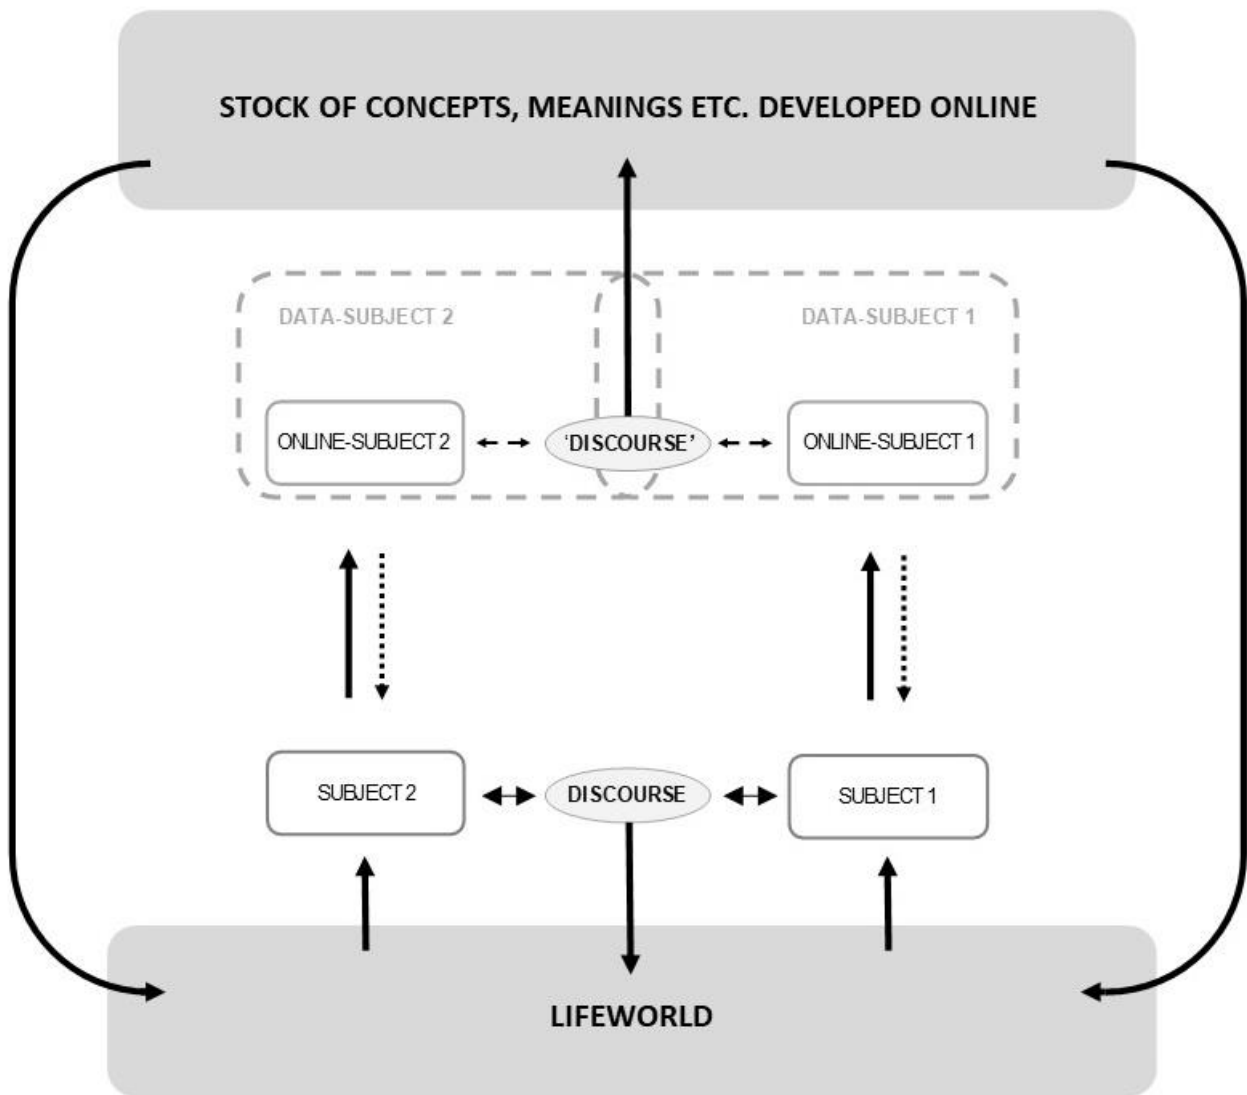 STOCK OF CONCEPTS, MEANINGS ETC. DEVELOPED ONLINE
DATA-SUBJECT 2
DATA-SUBJECT 1
ONLINE-SUBJECT 2
‘DISCOURSE’
ONLINE-SUBJECT 1
SUBJECT 2
DISCOURSE
SUBJECT 1
LIFEWORLD